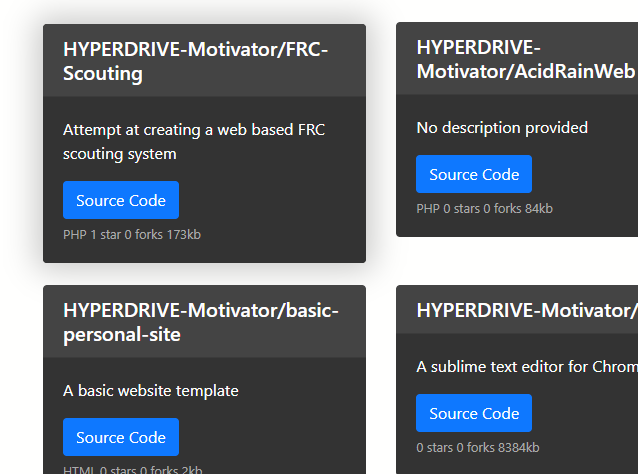 HYPERDRIVE-Motivator/FRC-
Scouting
Attempt at creating a web based FRC
scouting system
Source Code
PHP 1 star 0 forks 173kb
HYPERDRIVE-
Motivator/AcidRainWeb
No description provided
Source Code
PHP 0 stars 0 forks 84kb
HYPERDRIVE-Motivator/basic-
personal-site
A basic website template
Source Code
HTML 0 stars 0 forks 2kb
HYPERDRIVE-Motivator/
A sublime text editor for Chrom
Source Code
0 stars 0 forks 8384kb